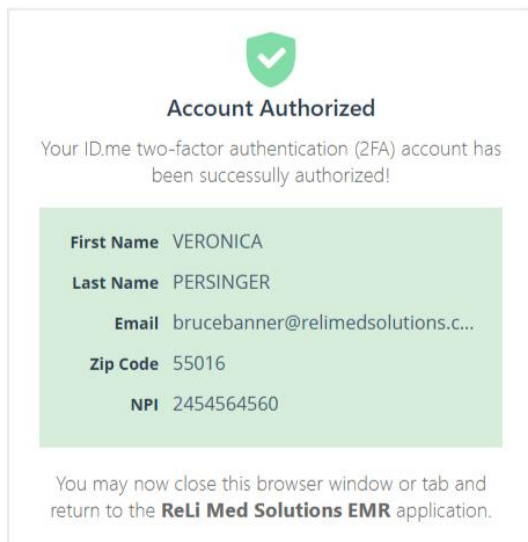 Account Authorized
Your ID.me two-factor authentication (2FA) account has
been successully authorized!
First Name VERONICA
Last Name PERSINGER
Email brucebanner@relimedsolutions.c...
Zip Code 55016
NPI 2454564560
You may now close this browser window or tab and
return to the ReLi Med Solutions EMR application.